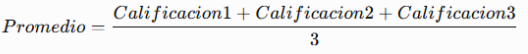 Promedio = (Calificacion1 + Calificacion2 + Calificacion3) / 3